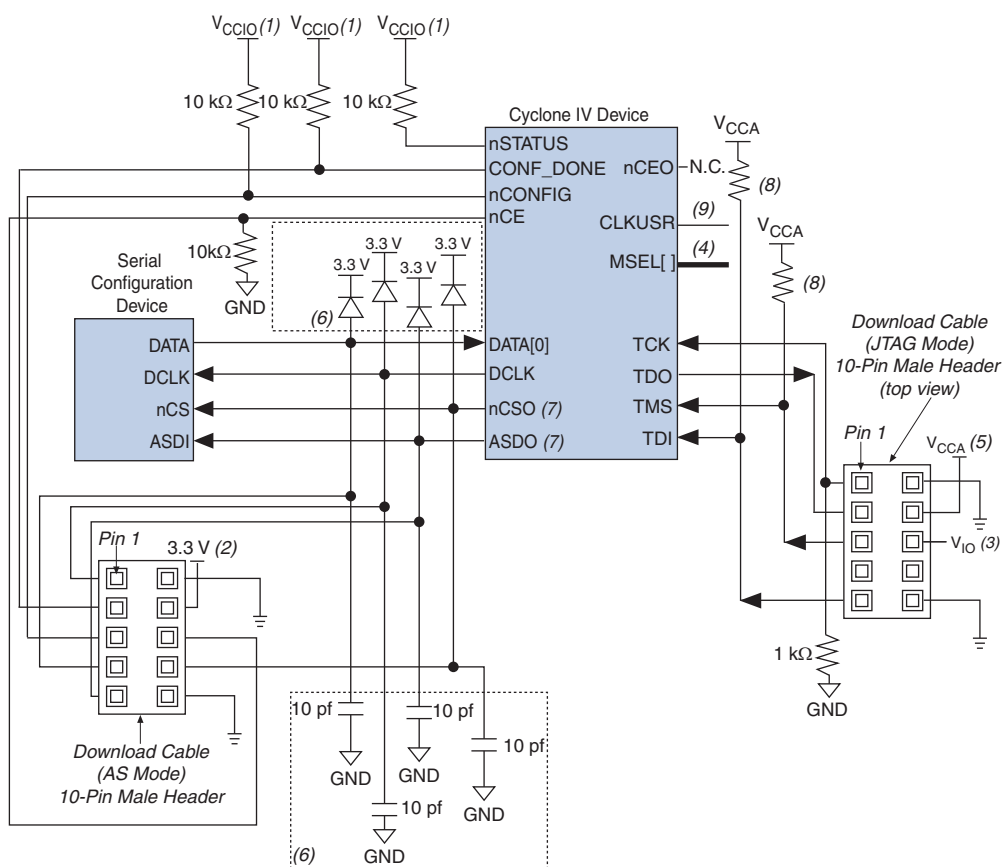 VCCIO(1) VCCIO(1) VCCIO(1)
10 kΩ 10 kΩ 10 kΩ
Cyclone IV Device
nSTATUS
CONF_DONE
nCONFIG
nCE
nCEO N.C.
CLKUSR (9)
MSEL[ ] (4)
VCCA
(8)
VCCA
(8)
10kΩ
GND
3.3 V
3.3 V
3.3 V
3.3 V
(6)
Serial
Configuration
Device
DATA
DCLK
nCS
ASDI
DATA[0]
DCLK
nCSO (7)
ASDO (7)
TCK
TDO
TMS
TDI
Download Cable
(JTAG Mode)
10-Pin Male Header
(top view)
Pin 1
VCCA (5)
VIO (3)
1 kΩ
GND
Pin 1
3.3 V (2)
Download Cable
(AS Mode)
10-Pin Male Header
10 pf
GND
10 pf
GND
10 pf
GND
10 pf
GND
(6)